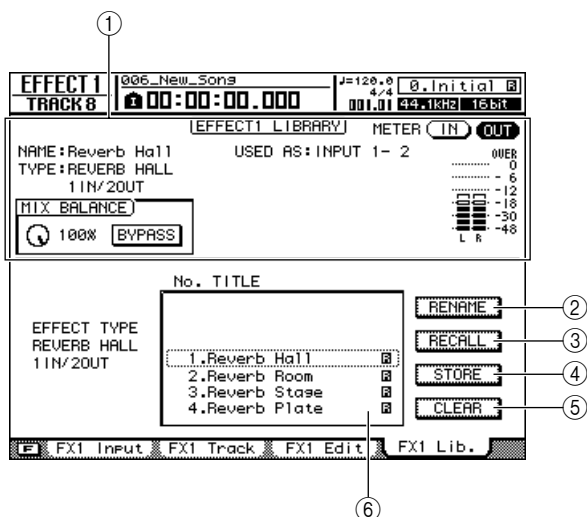 ①
EFFECT 1
TRACK 8
006_New_Song
00:00:00.000
♩=120.0
4/4
001.01
0.Initial R
44.1kHz 16bit
EFFECT1 LIBRARY
METER IN OUT
NAME:Reverb Hall
TYPE:REVERB HALL
1IN/2OUT
USED AS:INPUT 1- 2
MIX BALANCE
100% BYPASS
OVER
0
- 6
-12
-18
-30
-48
L R
No. TITLE
EFFECT TYPE
REVERB HALL
1IN/2OUT
1.Reverb Hall R
2.Reverb Room R
3.Reverb Stage R
4.Reverb Plate R
RENAME ②
RECALL ③
STORE ④
CLEAR ⑤
F FX1 Input FX1 Track FX1 Edit FX1 Lib.
⑥